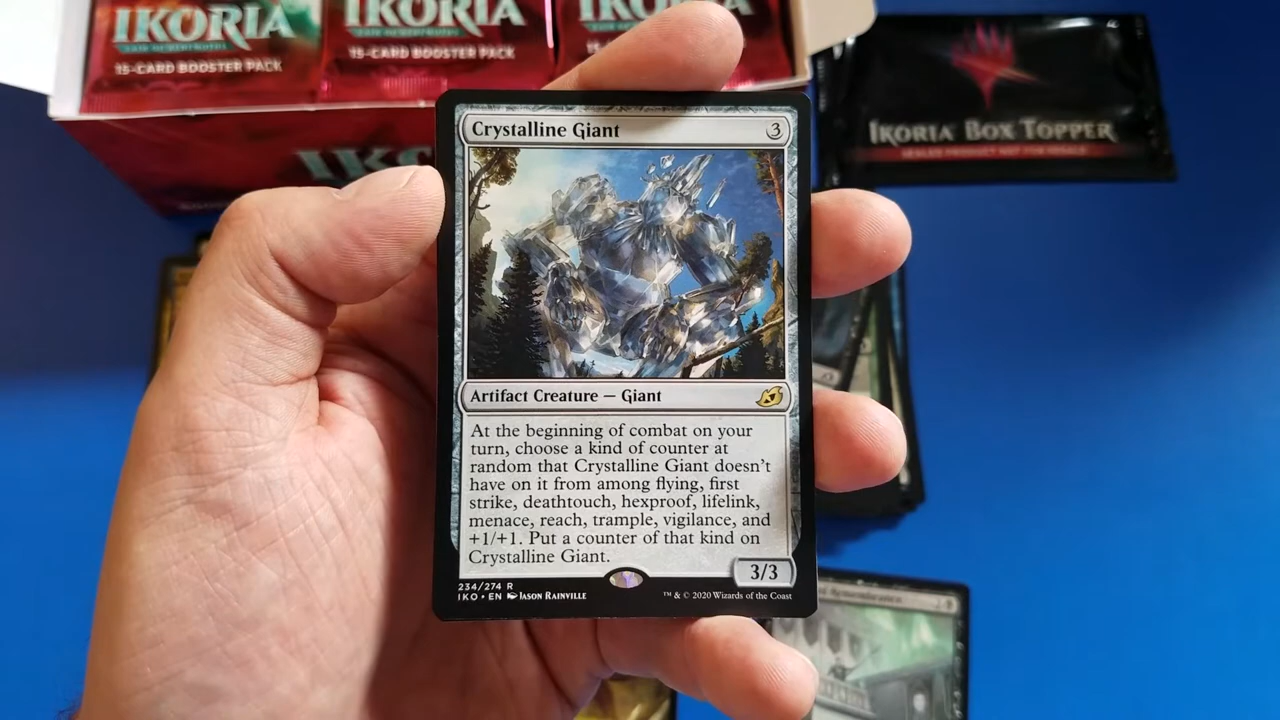 IKORIA
15-CARD BOOSTER PACK
IKORIA
15-CARD BOOSTER PACK
IKORIA
IKORIA BOX TOPPER
Crystalline Giant 3
Artifact Creature — Giant
At the beginning of combat on your
turn, choose a kind of counter at
random that Crystalline Giant doesn't
have on it from among flying, first
strike, deathtouch, hexproof, lifelink,
menace, reach, trample, vigilance, and
+1/+1. Put a counter of that kind on
Crystalline Giant.
3/3
234/274 R
IKO • EN JASON RAINVILLE
™ & © 2020 Wizards of the Coast